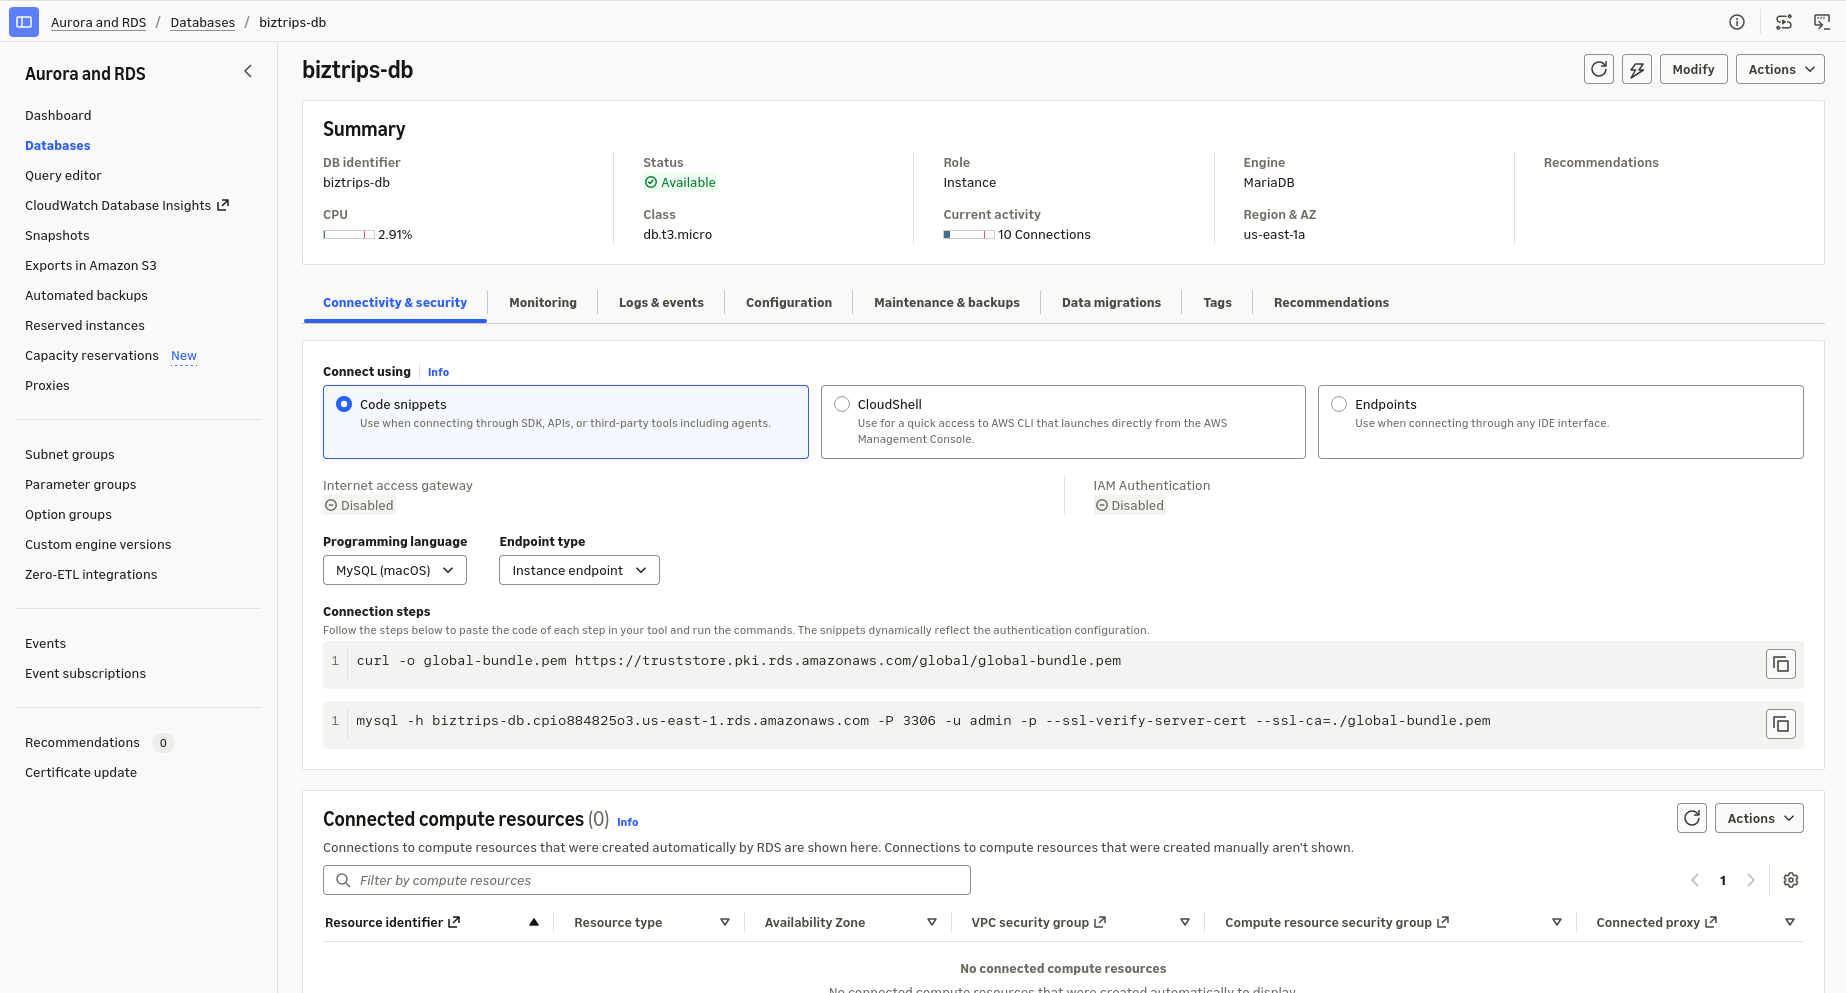 Aurora and RDS / Databases / biztrips-db
Aurora and RDS
Dashboard
Databases
Query editor
CloudWatch Database Insights
Snapshots
Exports in Amazon S3
Automated backups
Reserved instances
Capacity reservations New
Proxies
Subnet groups
Parameter groups
Option groups
Custom engine versions
Zero-ETL integrations
Events
Event subscriptions
Recommendations 0
Certificate update
biztrips-db
Modify
Actions
Summary
DB identifier
biztrips-db
Status
Available
Role
Instance
Engine
MariaDB
Recommendations
CPU
2.91%
Class
db.t3.micro
Current activity
10 Connections
Region & AZ
us-east-1a
Connectivity & security
Monitoring
Logs & events
Configuration
Maintenance & backups
Data migrations
Tags
Recommendations
Connect using Info
Code snippets
Use when connecting through SDK, APIs, or third-party tools including agents.
CloudShell
Use for a quick access to AWS CLI that launches directly from the AWS
Management Console.
Endpoints
Use when connecting through any IDE interface.
Internet access gateway
Disabled
IAM Authentication
Disabled
Programming language
MySQL (macOS)
Endpoint type
Instance endpoint
Connection steps
Follow the steps below to paste the code of each step in your tool and run the commands. The snippets dynamically reflect the authentication configuration.
1 curl -o global-bundle.pem https://truststore.pki.rds.amazonaws.com/global/global-bundle.pem
1 mysql -h biztrips-db.cpio884825o3.us-east-1.rds.amazonaws.com -P 3306 -u admin -p --ssl-verify-server-cert --ssl-ca=./global-bundle.pem
Connected compute resources (0) Info
Actions
Connections to compute resources that were created automatically by RDS are shown here. Connections to compute resources that were created manually aren't shown.
Filter by compute resources
1
Resource identifier
Resource type
Availability Zone
VPC security group
Compute resource security group
Connected proxy
No connected compute resources
No connected compute resources that were created automatically to display.